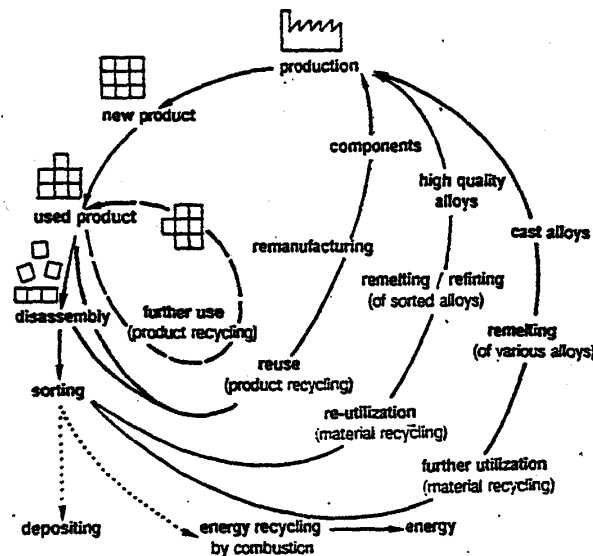 production
new product
components
high quality
alloys
used product
cast alloys
remanufacturing
remelting / refining
(of sorted alloys)
disassembly
further use
(product recycling)
remelting
(of various alloys)
reuse
(product recycling)
sorting
re-utilization
(material recycling)
further utilization
(material recycling)
depositing
energy recycling
by combustion
energy